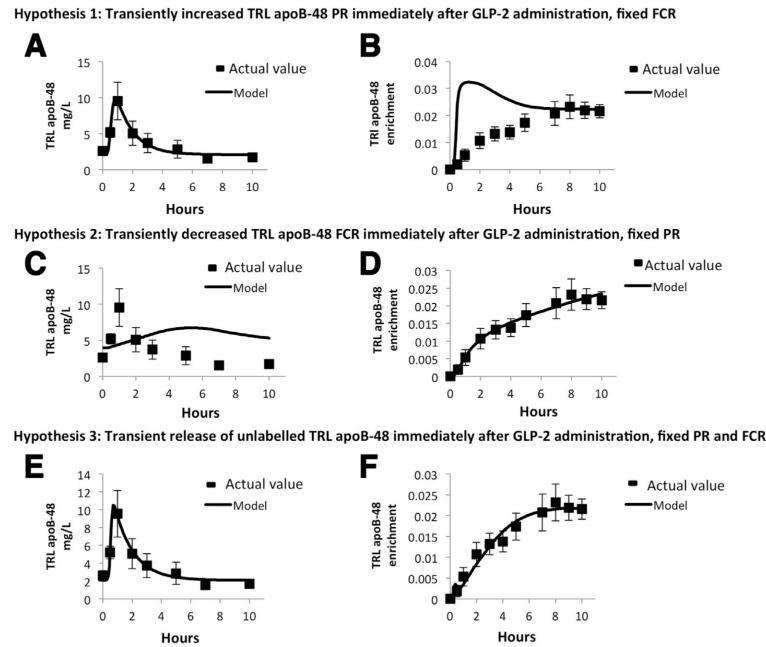 Hypothesis 1: Transiently increased TRL apoB-48 PR immediately after GLP-2 administration, fixed FCR
A
TRL apoB-48
mg/L
15
10
5
0
0 2 4 6 8 10
Hours
Actual value
Model
B
TRl apoB-48
enrichment
0.04
0.03
0.02
0.01
0
0 2 4 6 8 10
Hours
Actual value
Model
Hypothesis 2: Transiently decreased TRL apoB-48 FCR immediately after GLP-2 administration, fixed PR
C
TRL apoB-48
mg/L
15
10
5
0
0 2 4 6 8 10
Hours
Actual value
Model
D
TRL apoB-48
enrichment
0.03
0.025
0.02
0.015
0.01
0.005
0
0 2 4 6 8 10
Hours
Actual value
Model
Hypothesis 3: Transient release of unlabelled TRL apoB-48 immediately after GLP-2 administration, fixed PR and FCR
E
TRL apoB-48
mg/L
14
12
10
8
6
4
2
0
0 2 4 6 8 10
Hours
Actual value
Model
F
TRL apoB-48
enrichment
0.03
0.025
0.02
0.015
0.01
0.005
0
0 2 4 6 8 10
Hours
Actual value
Model